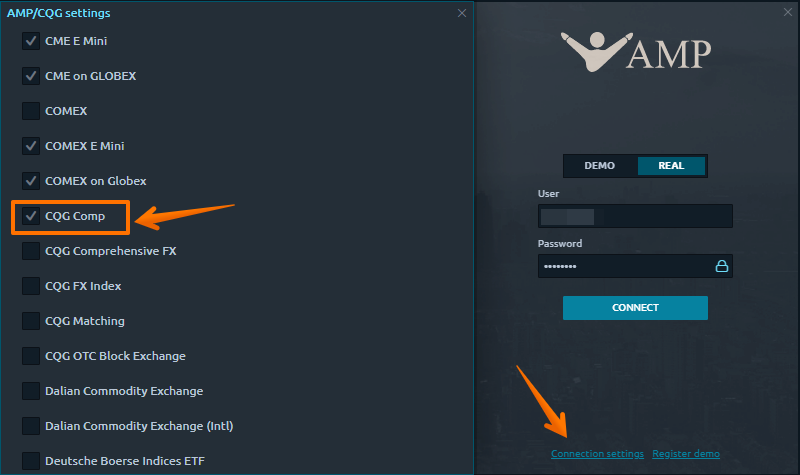 AMP/CQG settings
CME E Mini
CME on GLOBEX
COMEX
COMEX E Mini
COMEX on Globex
CQG Comp
CQG Comprehensive FX
CQG FX Index
CQG Matching
CQG OTC Block Exchange
Dalian Commodity Exchange
Dalian Commodity Exchange (Intl)
Deutsche Boerse Indices ETF
AMP
DEMO REAL
User
Password
••••••••
CONNECT
Connection settings Register demo